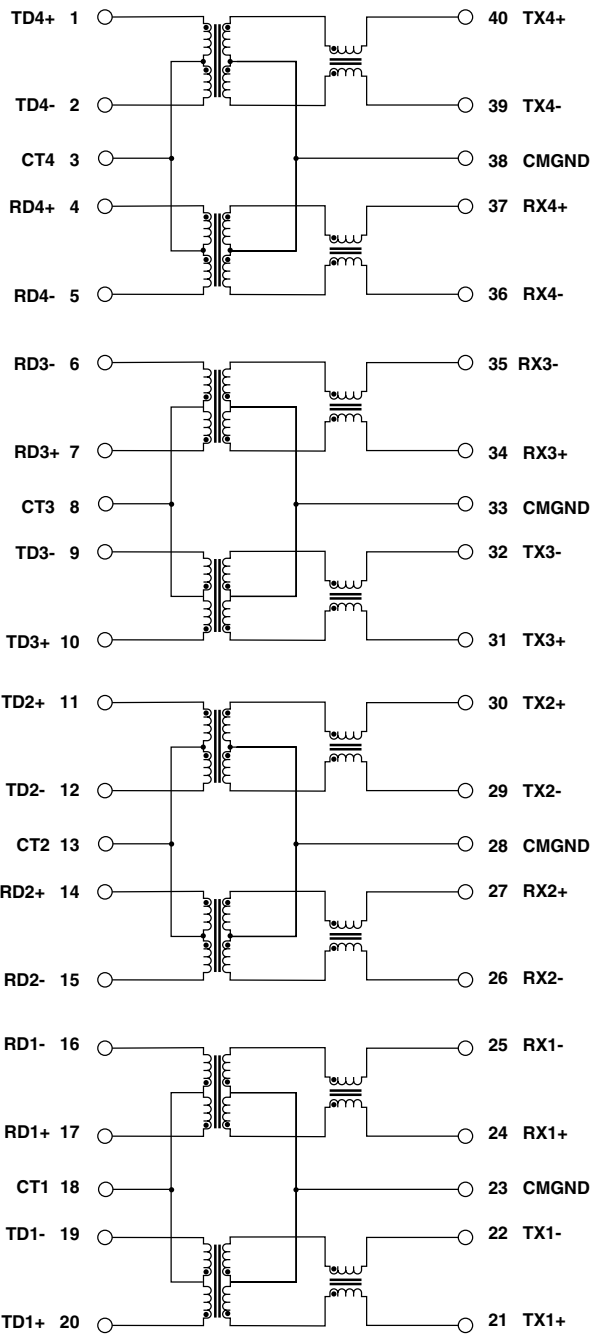 TD4+ 1 40 TX4+
TD4- 2 39 TX4-
CT4 3 38 CMGND
RD4+ 4 37 RX4+
RD4- 5 36 RX4-
RD3- 6 35 RX3-
RD3+ 7 34 RX3+
CT3 8 33 CMGND
TD3- 9 32 TX3-
TD3+ 10 31 TX3+
TD2+ 11 30 TX2+
TD2- 12 29 TX2-
CT2 13 28 CMGND
RD2+ 14 27 RX2+
RD2- 15 26 RX2-
RD1- 16 25 RX1-
RD1+ 17 24 RX1+
CT1 18 23 CMGND
TD1- 19 22 TX1-
TD1+ 20 21 TX1+